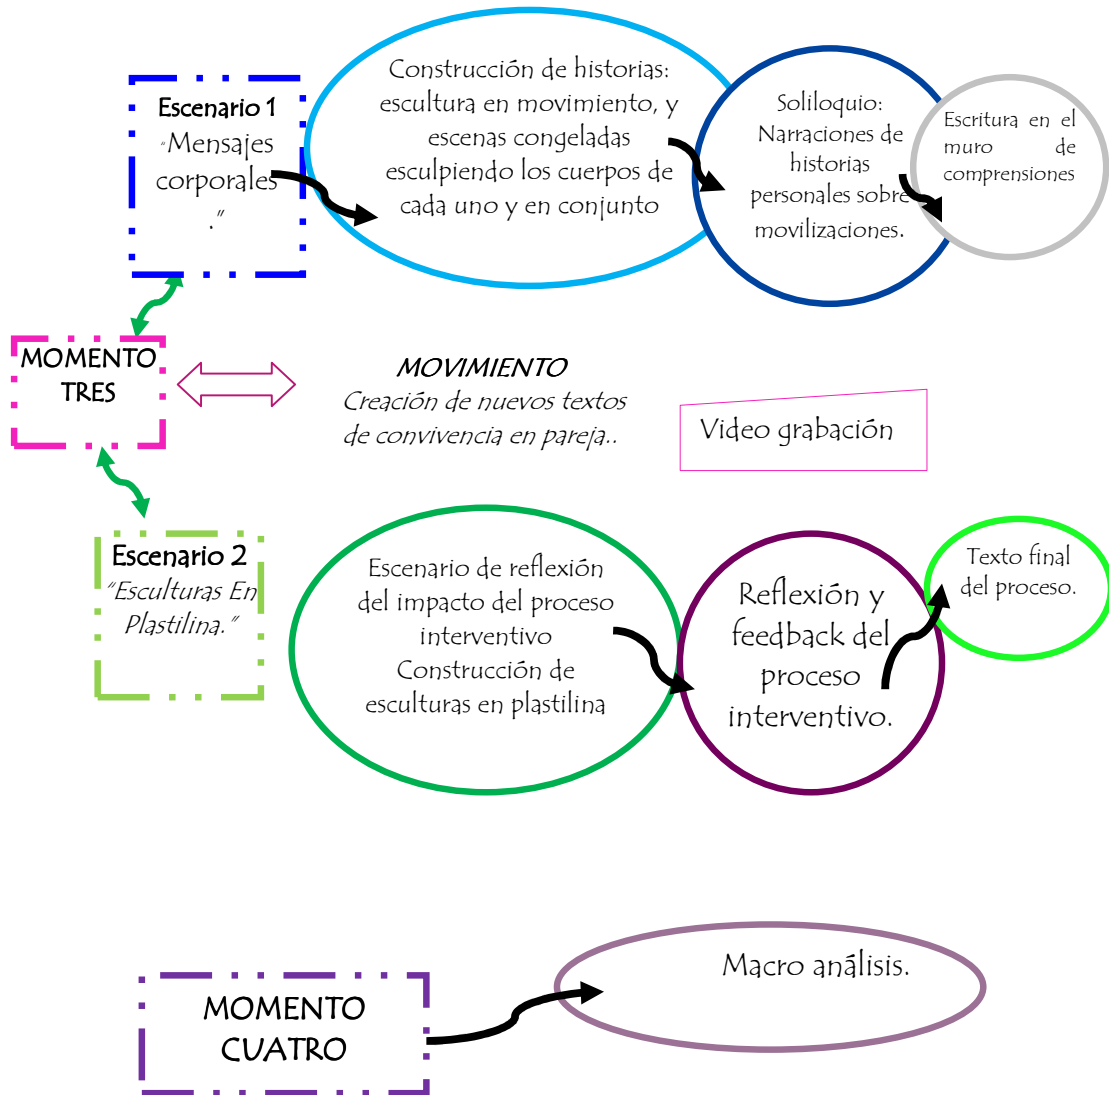 Escenario 1
"Mensajes
corporales
."
Construcción de historias:
escultura en movimiento, y
escenas congeladas
esculpiendo los cuerpos de
cada uno y en conjunto
Soliloquio:
Narraciones de
historias
personales sobre
movilizaciones.
Escritura en el
muro de
comprensiones
MOMENTO
TRES
MOVIMIENTO
Creación de nuevos textos
de convivencia en pareja..
Video grabación
Escenario 2
"Esculturas En
Plastilina."
Escenario de reflexión
del impacto del proceso
interventivo
Construcción de
esculturas en plastilina
Reflexión y
feedback del
proceso
interventivo.
Texto final
del proceso.
MOMENTO
CUATRO
Macro análisis.